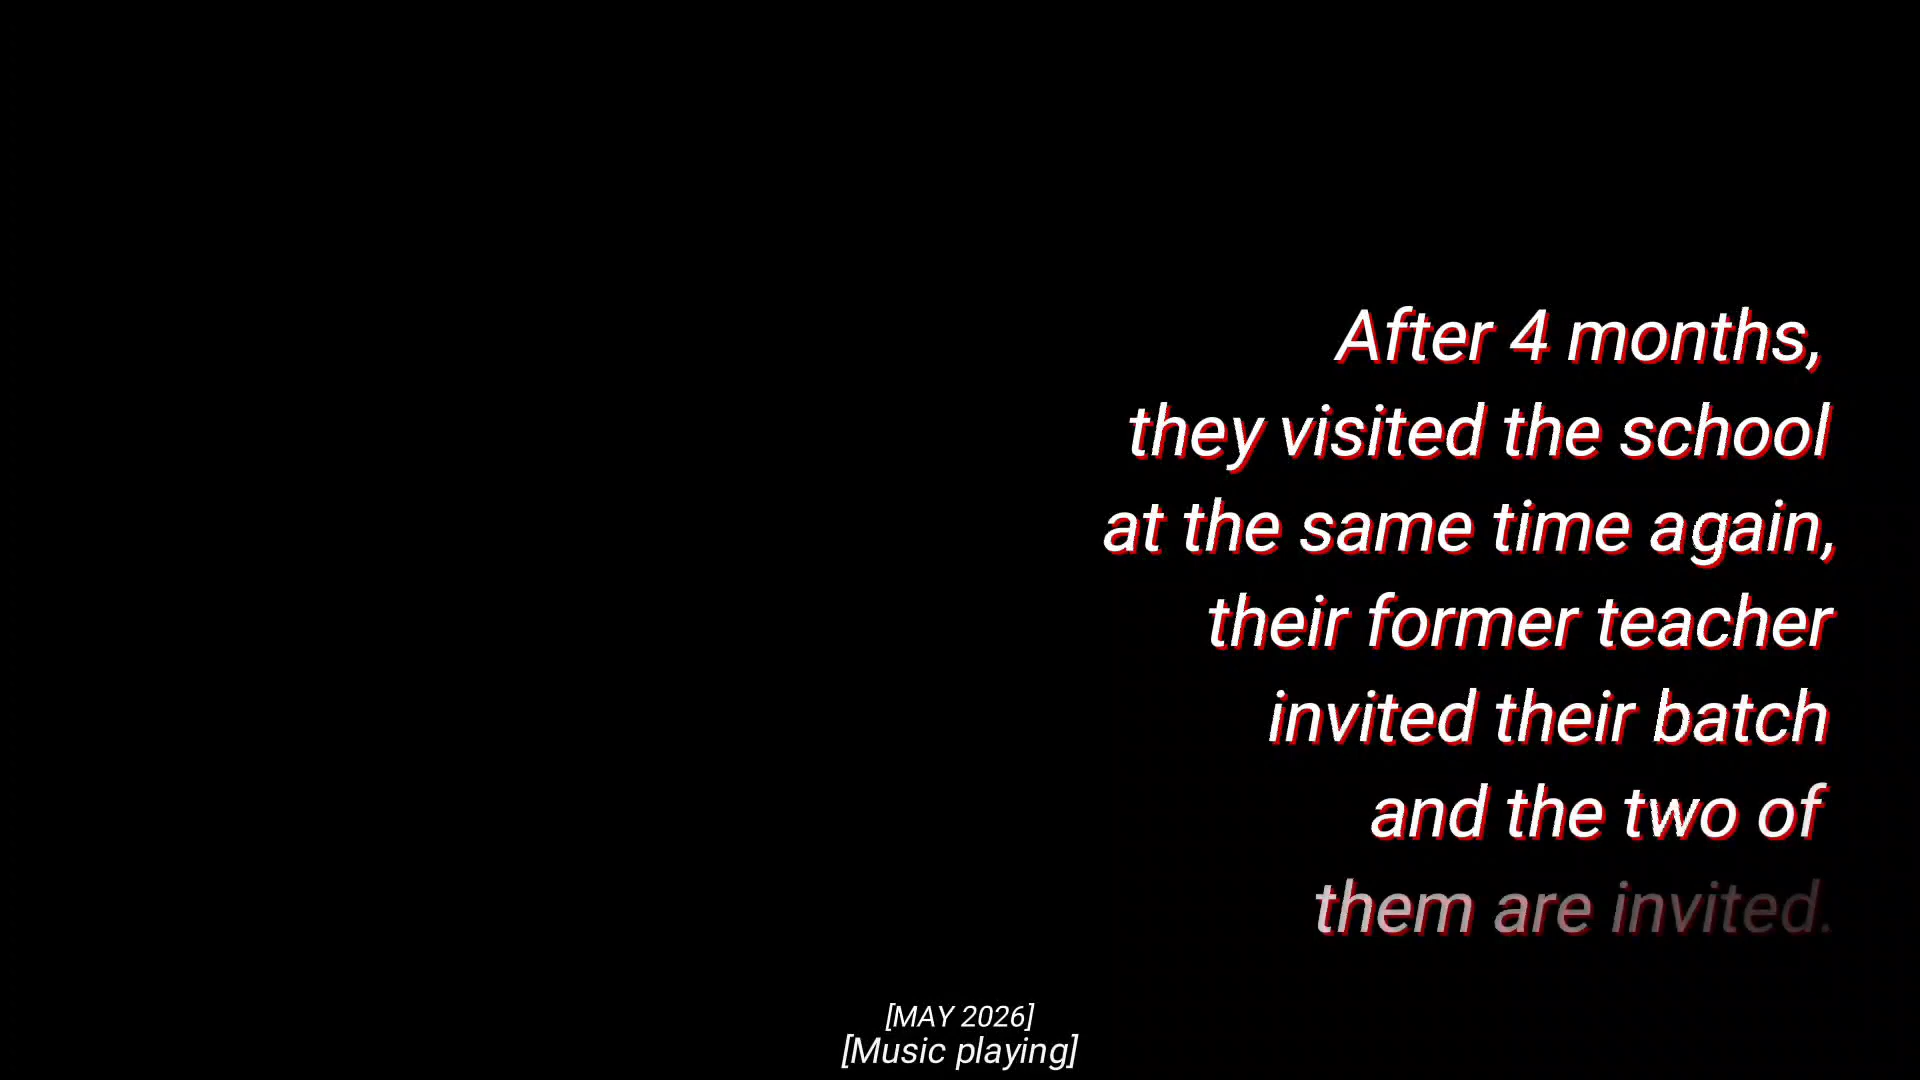 After 4 months,
they visited the school
at the same time again,
their former teacher
invited their batch
and the two of
them are invited.
[MAY 2026]
[Music playing]